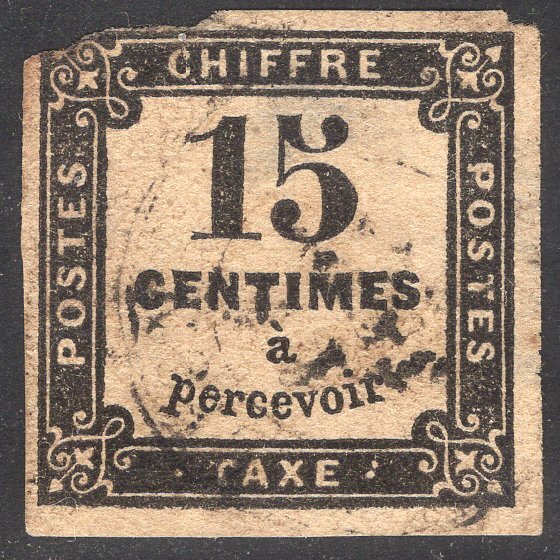 CHIFFRE
POSTES
15
CENTIMES
à
percevoir
POSTES
TAXE